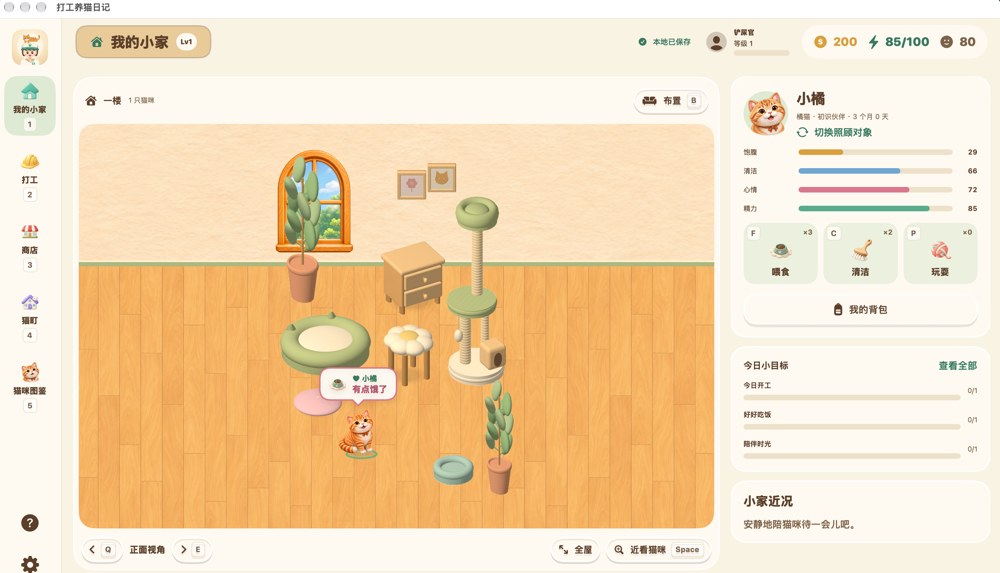 打工养猫日记
我的小家 Lv1
本地已保存
铲屎官
等级 1
200
85/100
80
我的小家
1
打工
2
商店
3
猫町
4
猫咪图鉴
5
一楼 1 只猫咪
布置 B
小橘
有点饿了
Q 正面视角 E
全屋
近看猫咪 Space
小橘
橘猫 · 初识伙伴 · 3 个月 0 天
切换照顾对象
饱腹 29
清洁 66
心情 72
精力 85
F ×3
喂食
C ×2
清洁
P ×0
玩耍
我的背包
今日小目标 查看全部
今日开工 0/1
好好吃饭 0/1
陪伴时光 0/1
小家近况
安静地陪猫咪待一会儿吧。
?